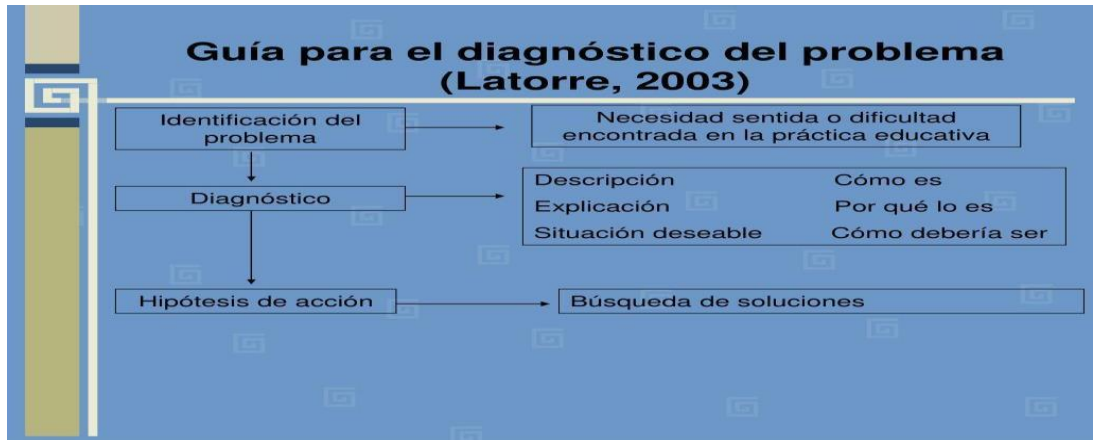 Guía para el diagnóstico del problema
(Latorre, 2003)
Identificación del
problema
Necesidad sentida o dificultad
encontrada en la práctica educativa
Diagnóstico
Descripción Cómo es
Explicación Por qué lo es
Situación deseable Cómo debería ser
Hipótesis de acción
Búsqueda de soluciones